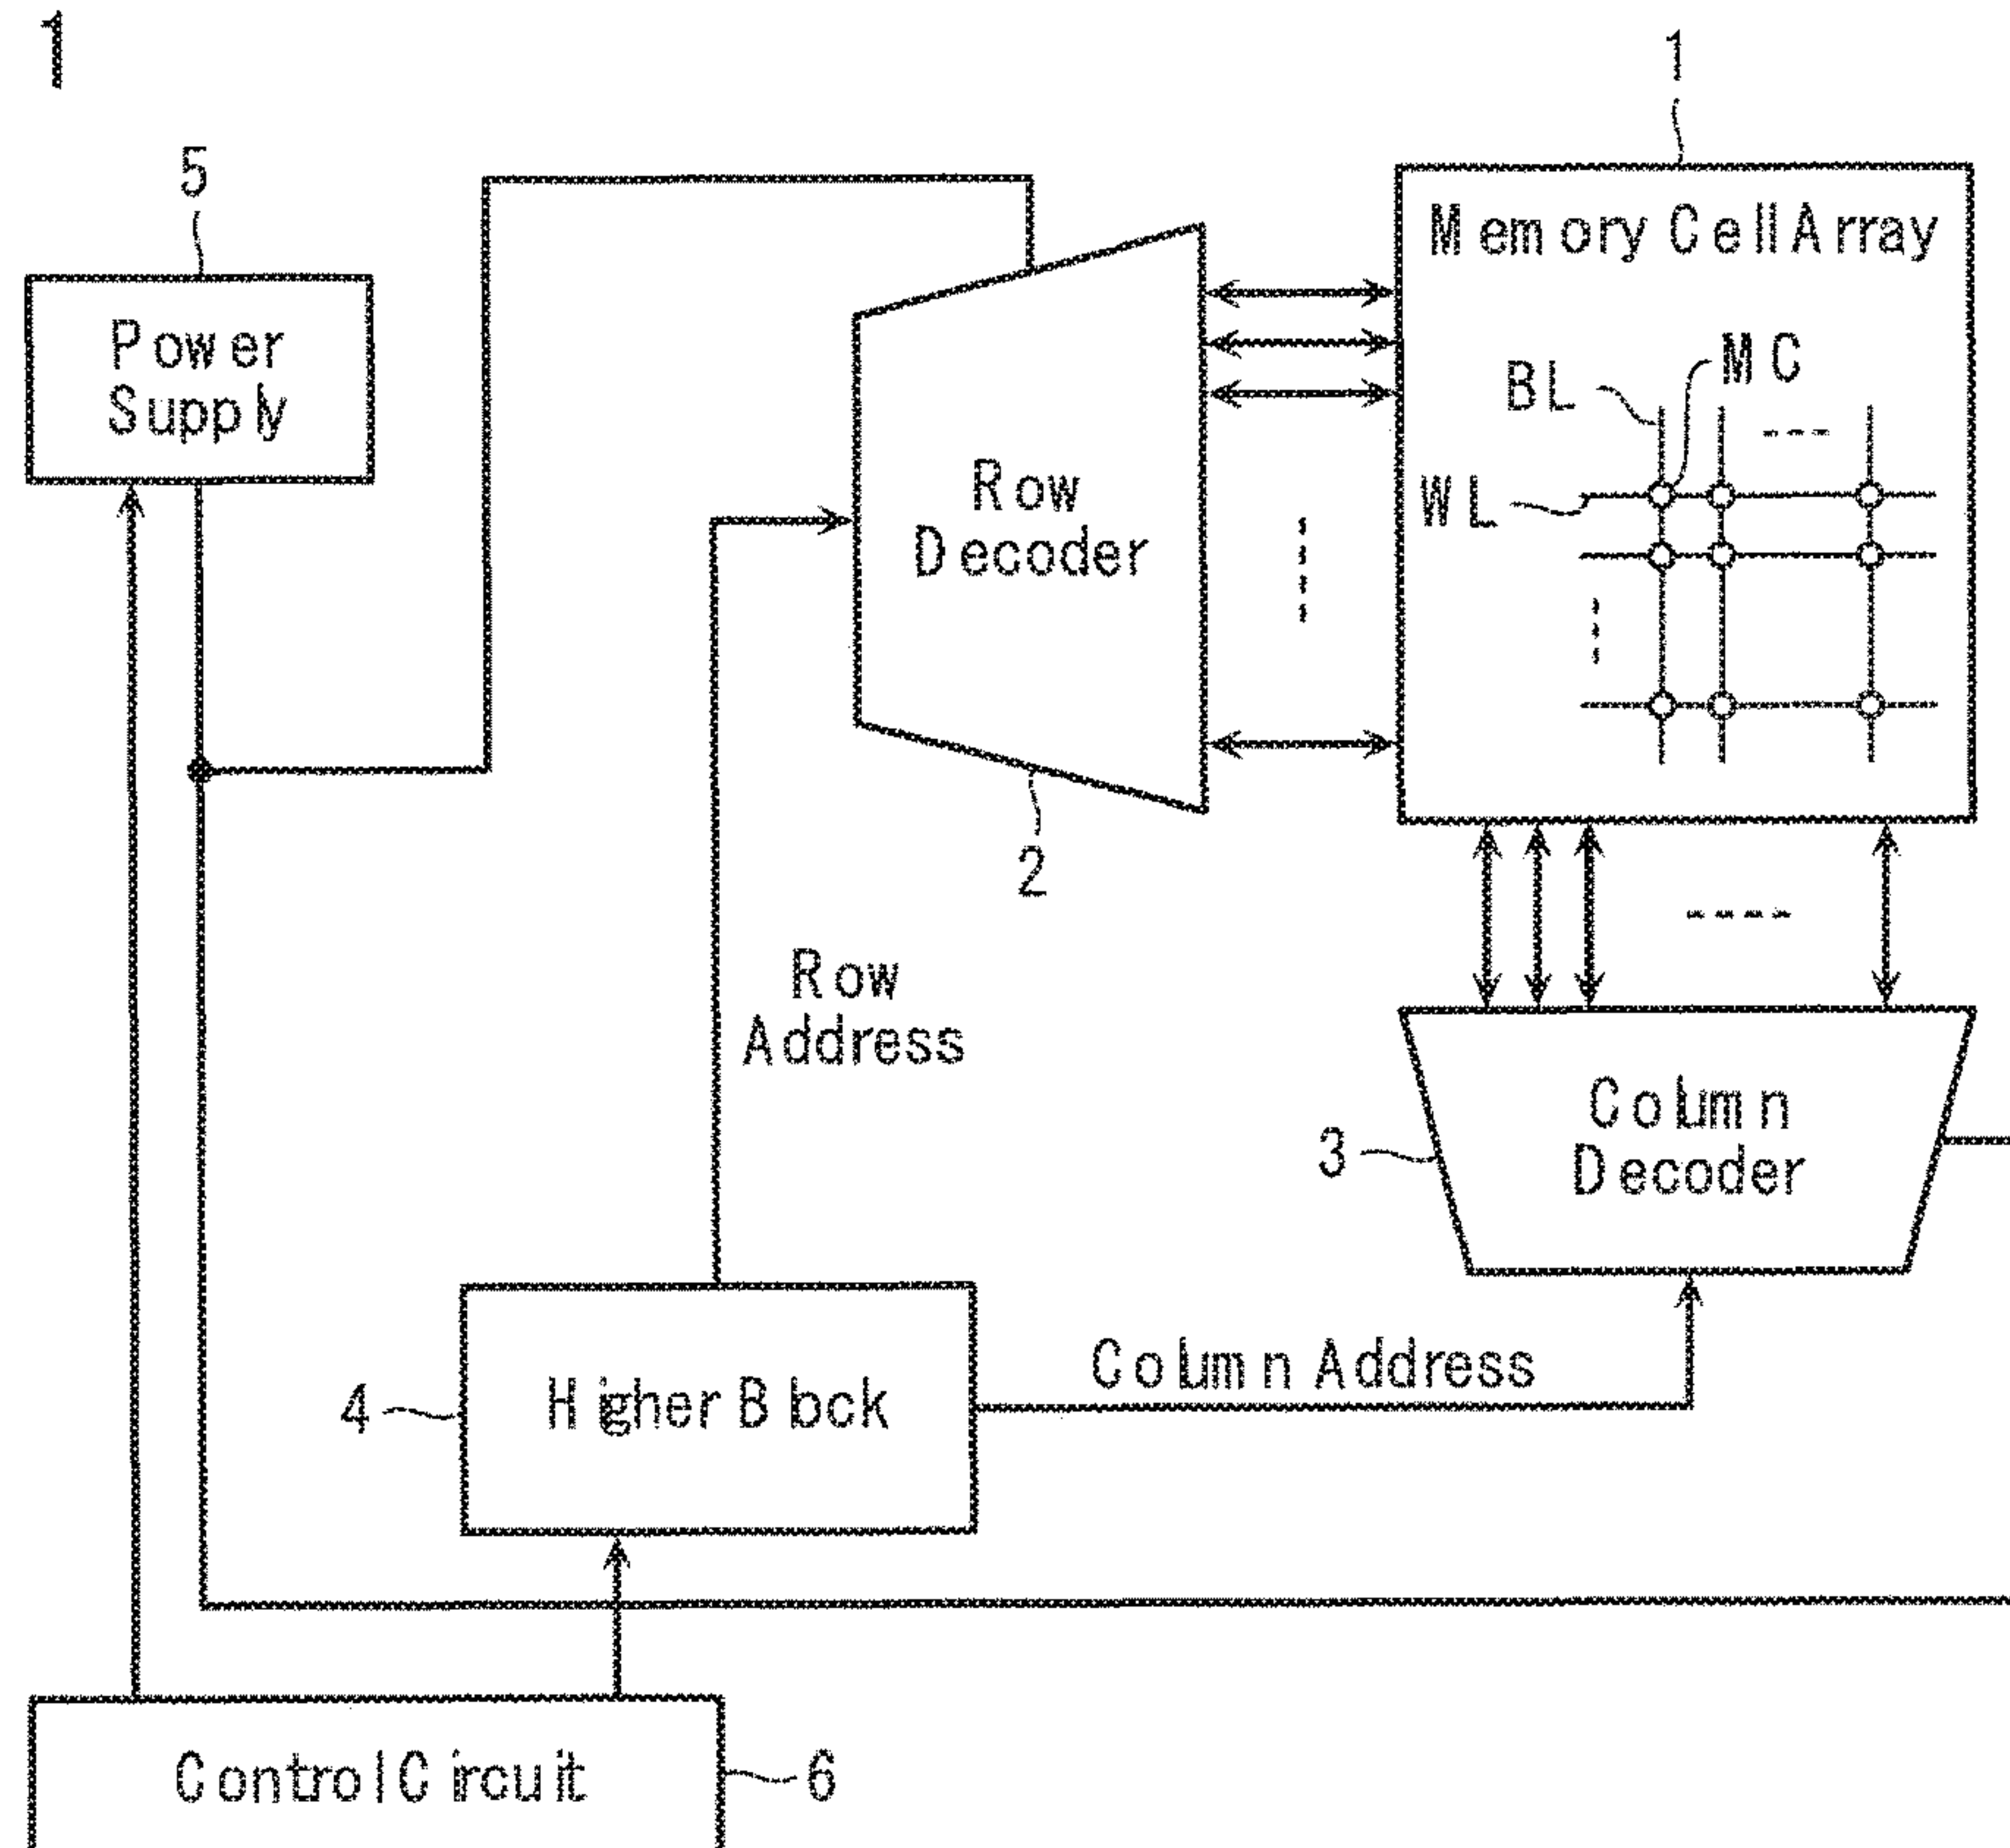 1
1
5
Memory Cell Array
Power
Supply
MC
BL
WL
Row
Decoder
2
Row
Address
Column
Decoder
3
Column Address
4
Higher Block
Control Circuit
6